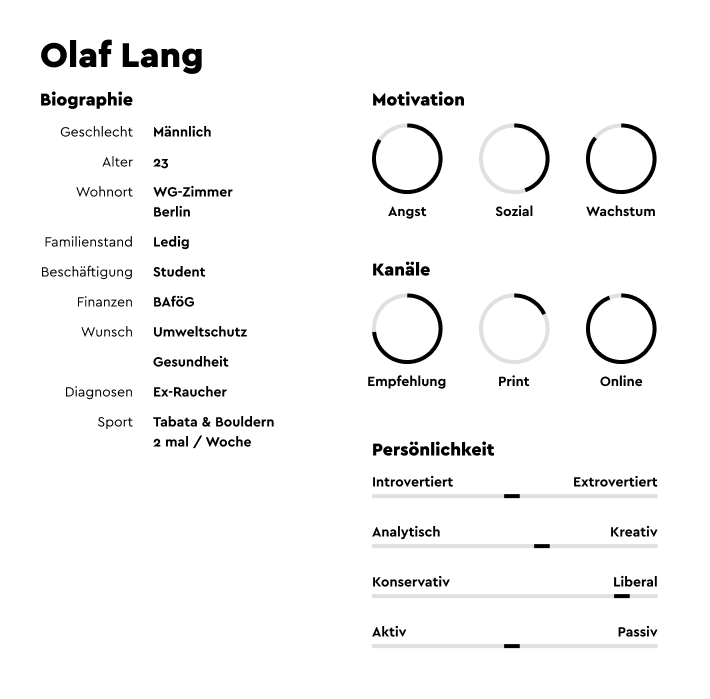 Olaf Lang
Biographie
Geschlecht Männlich
Alter 23
Wohnort WG-Zimmer
Berlin
Familienstand Ledig
Beschäftigung Student
Finanzen BAföG
Wunsch Umweltschutz
Gesundheit
Diagnosen Ex-Raucher
Sport Tabata & Bouldern
2 mal / Woche
Motivation
Angst Sozial Wachstum
Kanäle
Empfehlung Print Online
Persönlichkeit
Introvertiert Extrovertiert
Analytisch Kreativ
Konservativ Liberal
Aktiv Passiv